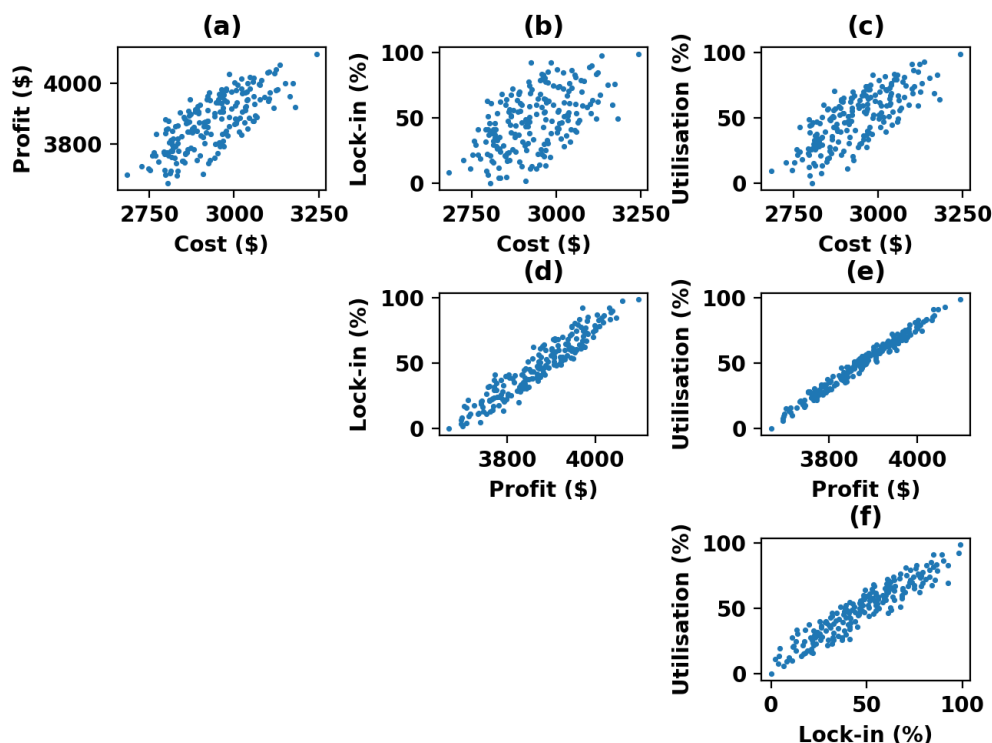 (a) (b) (c)
Profit ($) 4000 3800
2750 3000 3250
Cost ($)
Lock-in (%) 100 50 0
2750 3000 3250
Cost ($)
Utilisation (%) 100 50 0
2750 3000 3250
Cost ($)
(d) (e)
Lock-in (%) 100 50 0
3800 4000
Profit ($)
Utilisation (%) 100 50 0
3800 4000
Profit ($)
(f)
Utilisation (%) 100 50 0
0 50 100
Lock-in (%)